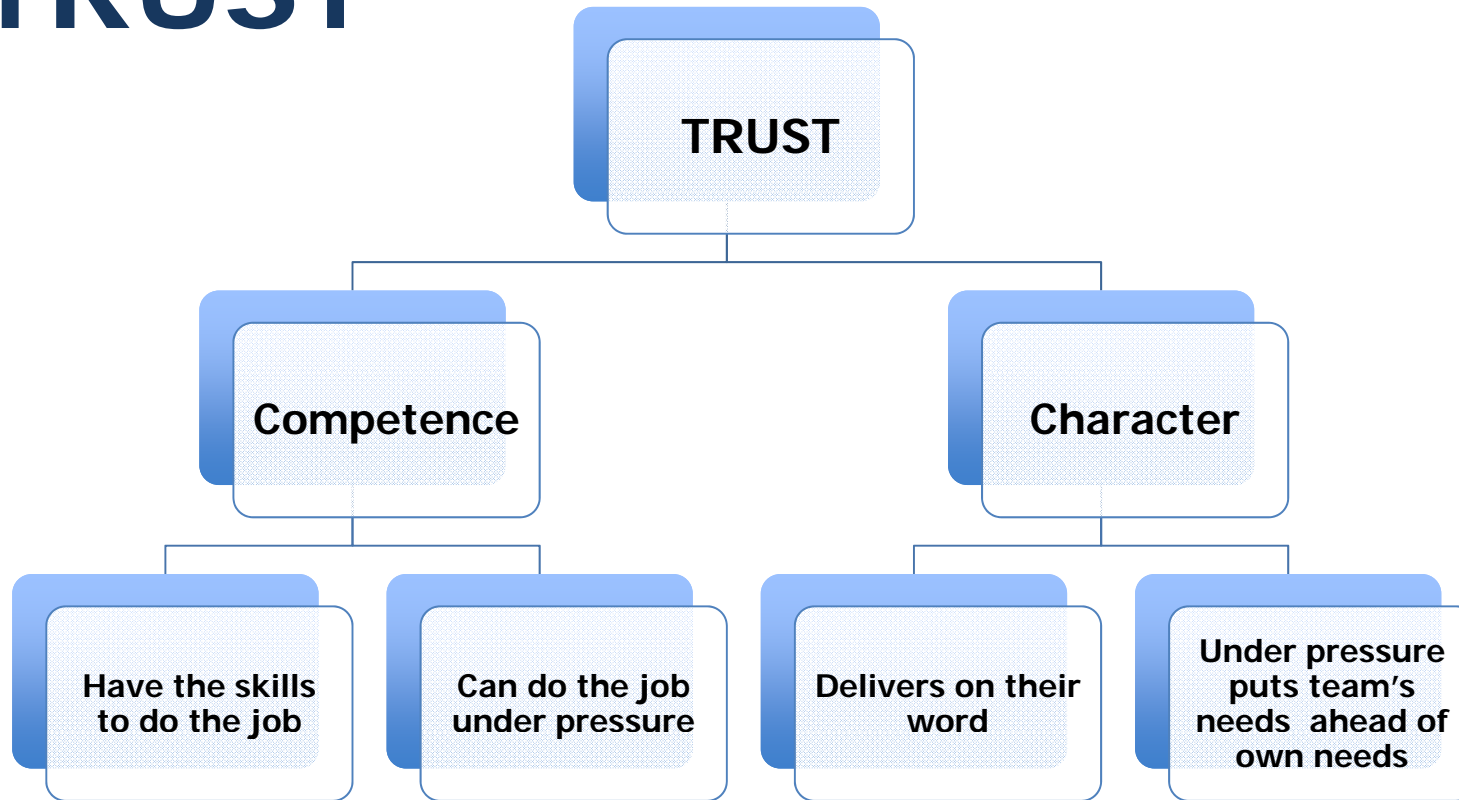 TRUST
TRUST
Competence
Character
Have the skills
to do the job
Can do the job
under pressure
Delivers on their
word
Under pressure
puts team's
needs ahead of
own needs